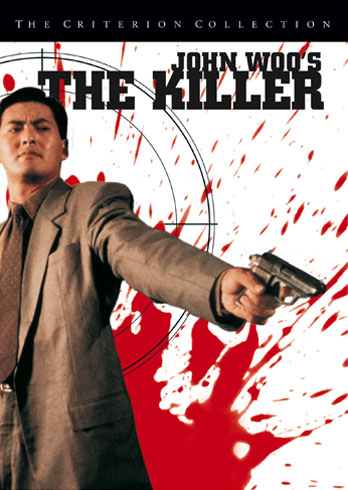 THE CRITERION COLLECTION
JOHN WOO'S
THE KILLER